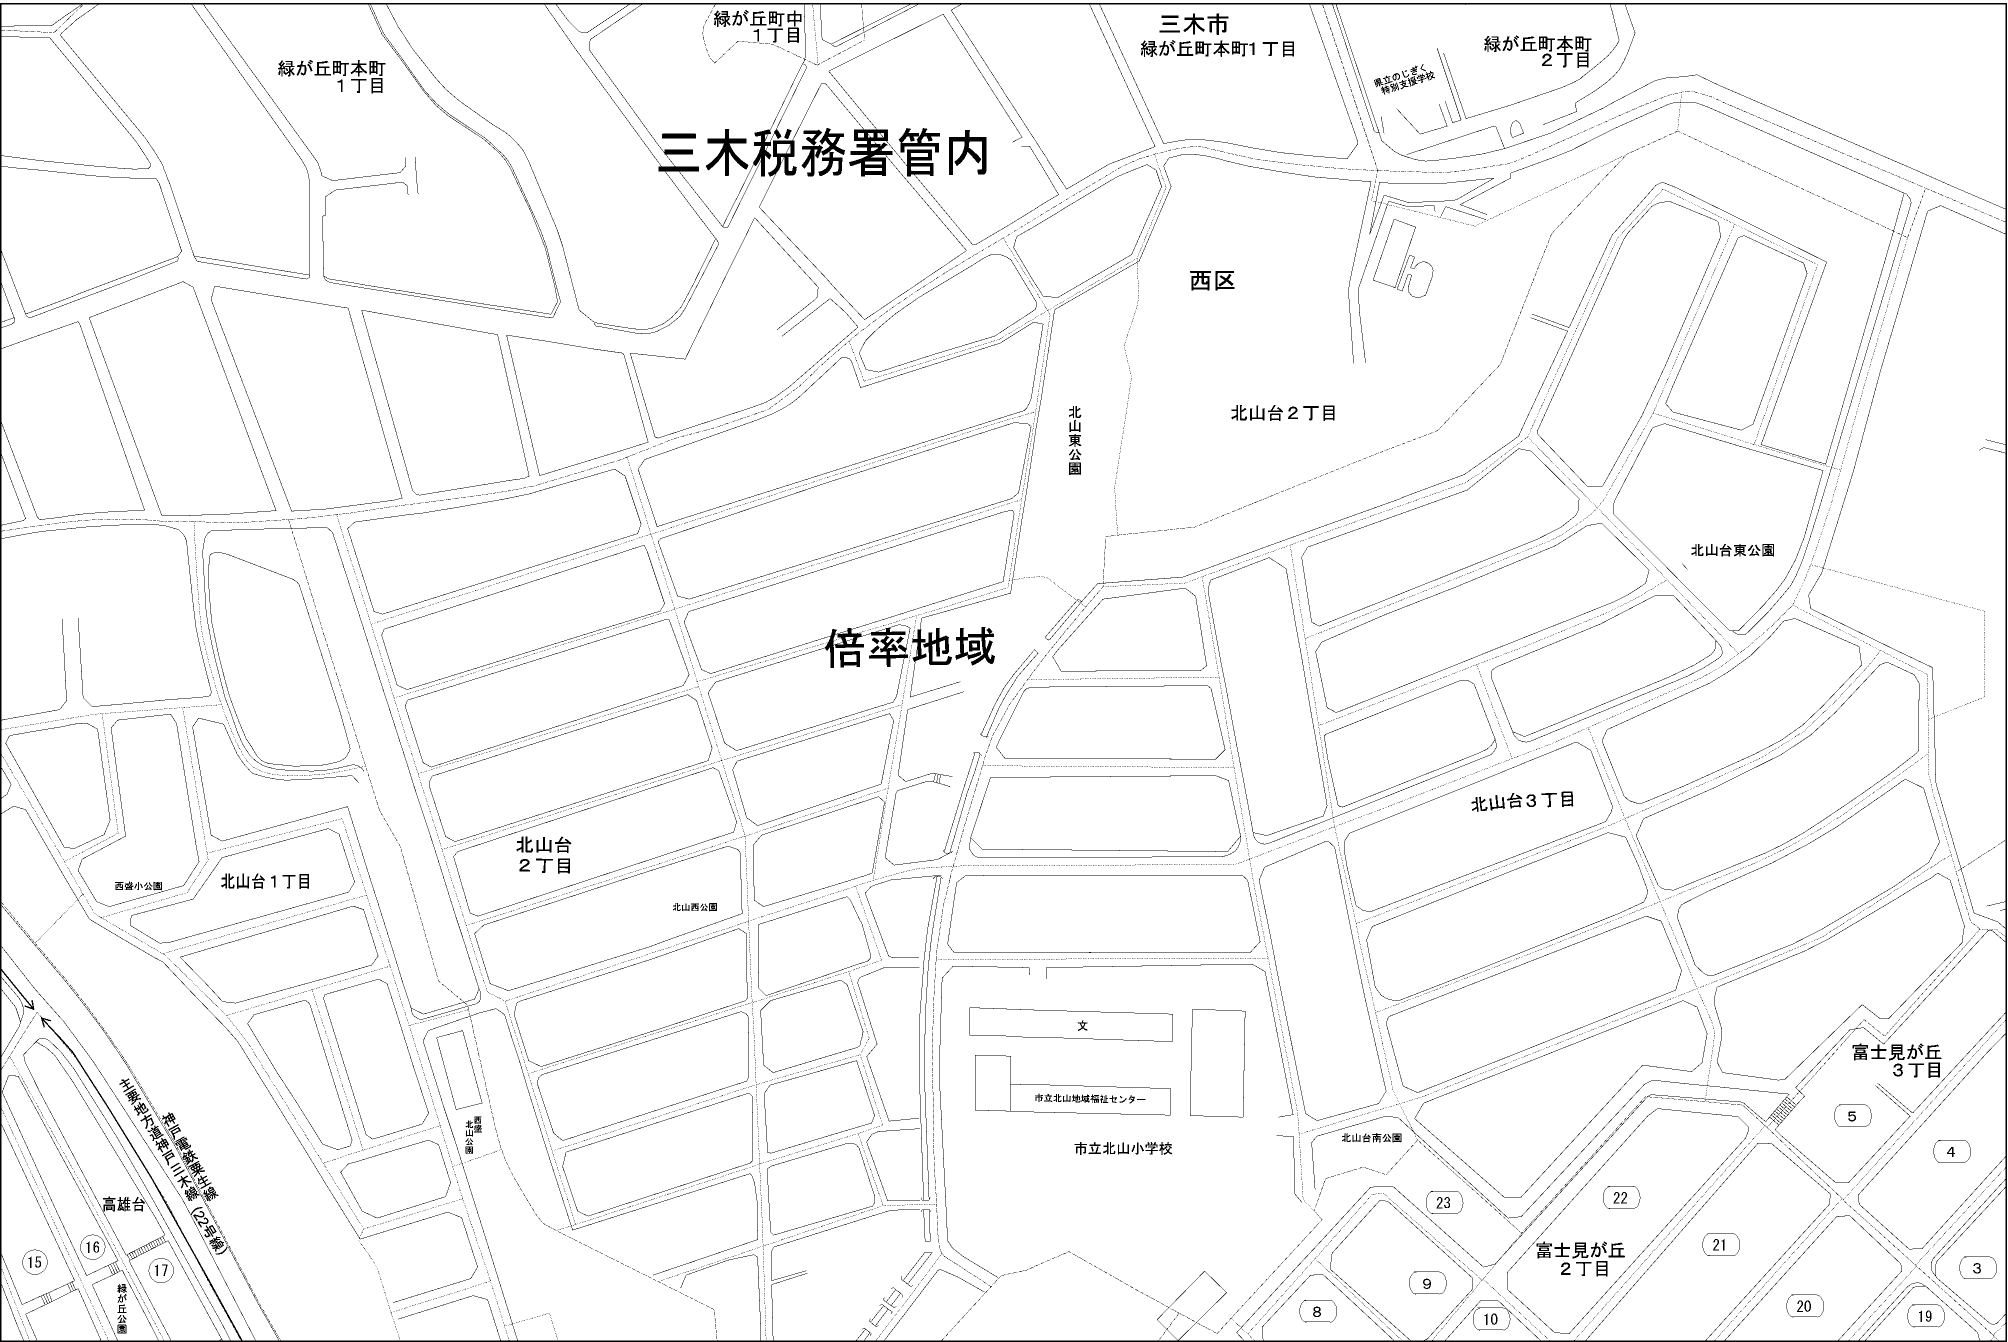 緑が丘町中
1丁目
三木市
緑が丘町本町1丁目
緑が丘町本町
2丁目
緑が丘町本町
1丁目
県立のじぎく
特別支援学校
三木税務署管内
西区
北山東公園
北山台2丁目
北山台東公園
倍率地域
北山台3丁目
北山台
2丁目
西盛小公園
北山台1丁目
北山西公園
文
市立北山地域福祉センター
市立北山小学校
北山台南公園
西盛
北山公園
富士見が丘
3丁目
5
4
神戸電鉄粟生線
主要地方道神戸三木線(22号線)
高雄台
23
22
21
富士見が丘
2丁目
15
16
17
緑が丘公園
9
8
10
20
3
19